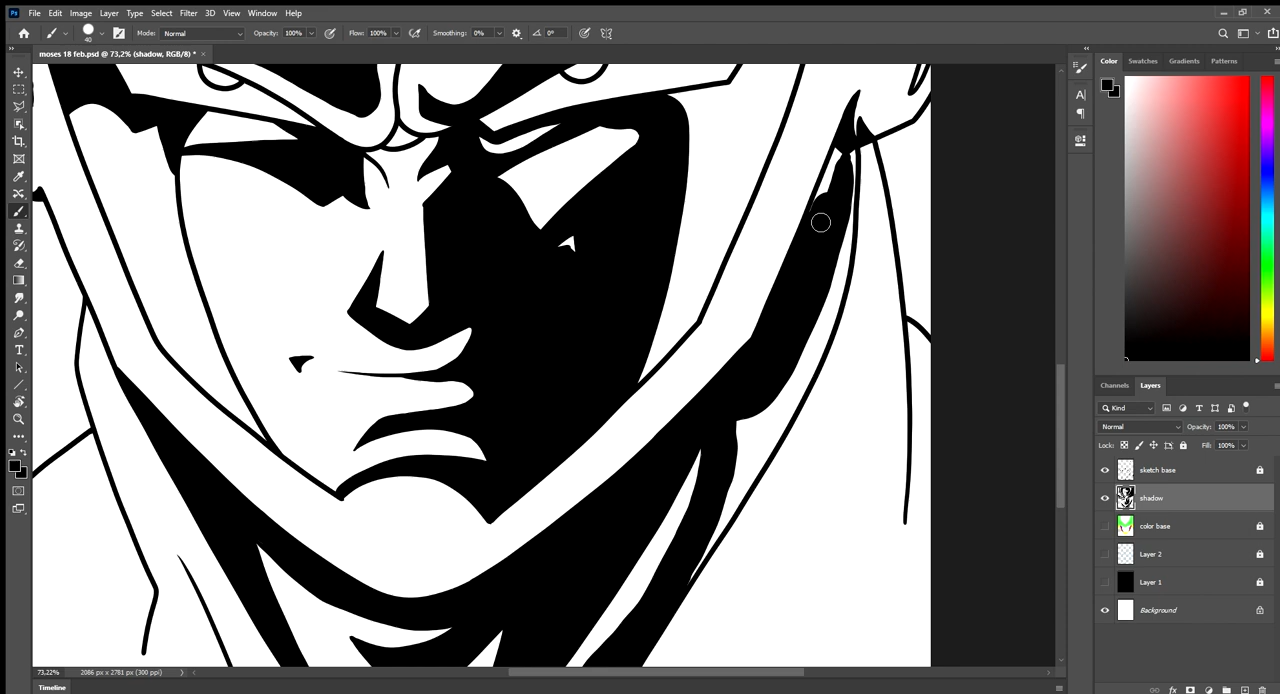 Ps File Edit Image Layer Type Select Filter 3D View Window Help
40 Mode: Normal Opacity: 100% Flow: 100% Smoothing: 0% 0°
moses 18 feb.psd @ 73,2% (shadow, RGB/8) * ×
Color Swatches Gradients Patterns
Channels Layers
Kind
Normal Opacity: 100%
Lock: Fill: 100%
sketch base
shadow
color base
Layer 2
Layer 1
Background
73,22% 2086 px x 2781 px (300 ppi)
Timeline